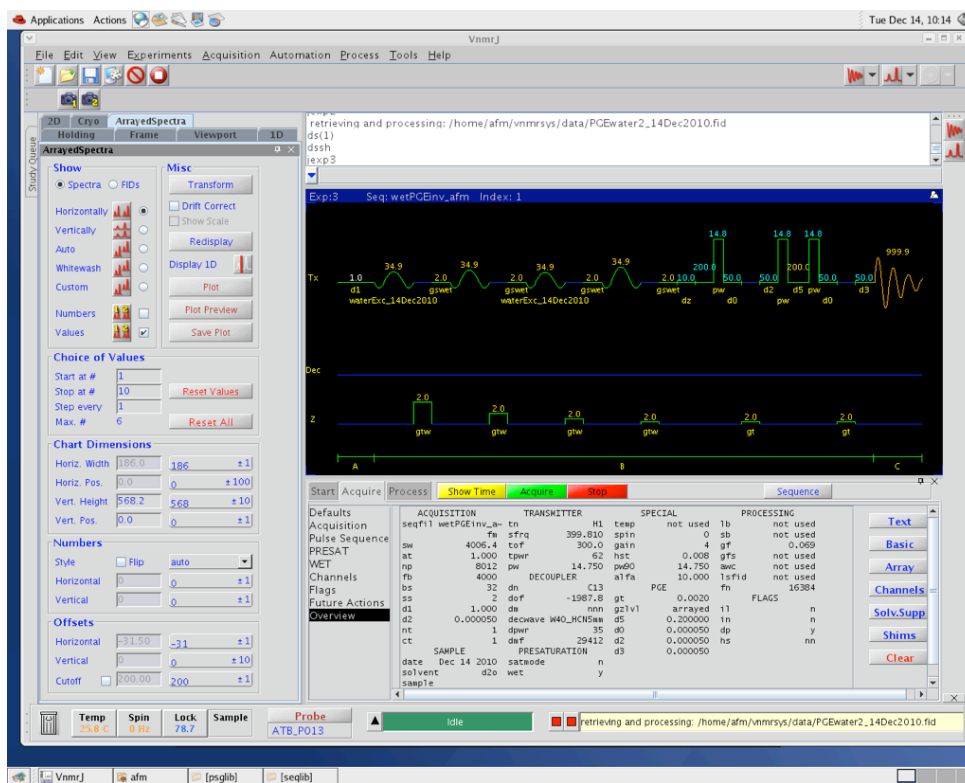 Applications Actions Tue Dec 14, 10:14
VnmrJ
File Edit View Experiments Acquisition Automation Process Tools Help
Study Queue
2D Cryo ArrayedSpectra
Holding Frame Viewport 1D
ArrayedSpectra
Show
Spectra FIDs
Horizontally
Vertically
Auto
Whitewash
Custom
Numbers
Values
Misc
Transform
Drift Correct
Show Scale
Redisplay
Display 1D
Plot
Plot Preview
Save Plot
Choice of Values
Start at # 1
Stop at # 10 Reset Values
Step every 1
Max. # 6 Reset All
Chart Dimensions
Horiz. Width 186.0 186 ±1
Horiz. Pos. 0.0 0 ±100
Vert. Height 568.2 568 ±10
Vert. Pos. 0.0 0 ±1
Numbers
Style Flip auto
Horizontal 0 0 ±1
Vertical 0 0 ±1
Offsets
Horizontal -31.50 -31 ±1
Vertical 0 0 ±10
Cutoff 200.00 200 ±1
retrieving and processing: /home/afm/vnmrsys/data/PGEwater2_14Dec2010.fid
ds(1)
dssh
jexp3
Exp:3 Seq: wetPGEinv_afm Index: 1
14.8 14.8 14.8
999.9
34.9 34.9 34.9 34.9 200.0 200.0
Tx 1.0 2.0 2.0 2.0 2.0 10.0 50.0 50.0 50.0 50.0
d1 gswet gswet gswet gswet pw d2 d5 pw d3
waterExc_14Dec2010 waterExc_14Dec2010 dz d0 pw d0
Dec
2.0 2.0 2.0 2.0 2.0 2.0
Z
gtw gtw gtw gtw gt gt
A B C
Start Acquire Process Show Time Acquire Stop Sequence
Defaults
Acquisition
Pulse Sequence
PRESAT
WET
Channels
Flags
Future Actions
Overview
ACQUISITION TRANSMITTER SPECIAL PROCESSING
seqfil wetPGEinv_a~ tn H1 temp not used lb not used
fm sfrq 399.810 spin 0 sb not used
sw 4006.4 tof 300.0 gain 4 gf 0.069
at 1.000 tpwr 62 hst 0.008 gfs not used
np 8012 pw 14.750 pw90 14.750 awc not used
fb 4000 DECOUPLER alfa 10.000 lsfid not used
bs 32 dn C13 PGE fn 16384
ss 2 dof -1987.8 gt 0.0020 FLAGS
d1 1.000 dm nnn gzlvl arrayed il n
d2 0.000050 decwave W40_HCN5mm d5 0.200000 in n
nt 1 dpwr 35 d0 0.000050 dp y
ct 1 dmf 29412 d2 0.000050 hs nn
SAMPLE PRESATURATION d3 0.000050
date Dec 14 2010 satmode n
solvent d2o wet y
sample
Text
Basic
Array
Channels
Solv.Supp
Shims
Clear
Temp Spin Lock Sample Probe Idle retrieving and processing: /home/afm/vnmrsys/data/PGEwater2_14Dec2010.fid
25.8 C 0 Hz 78.7 ATB_P013
VnmrJ afm [psglib] [seqlib]